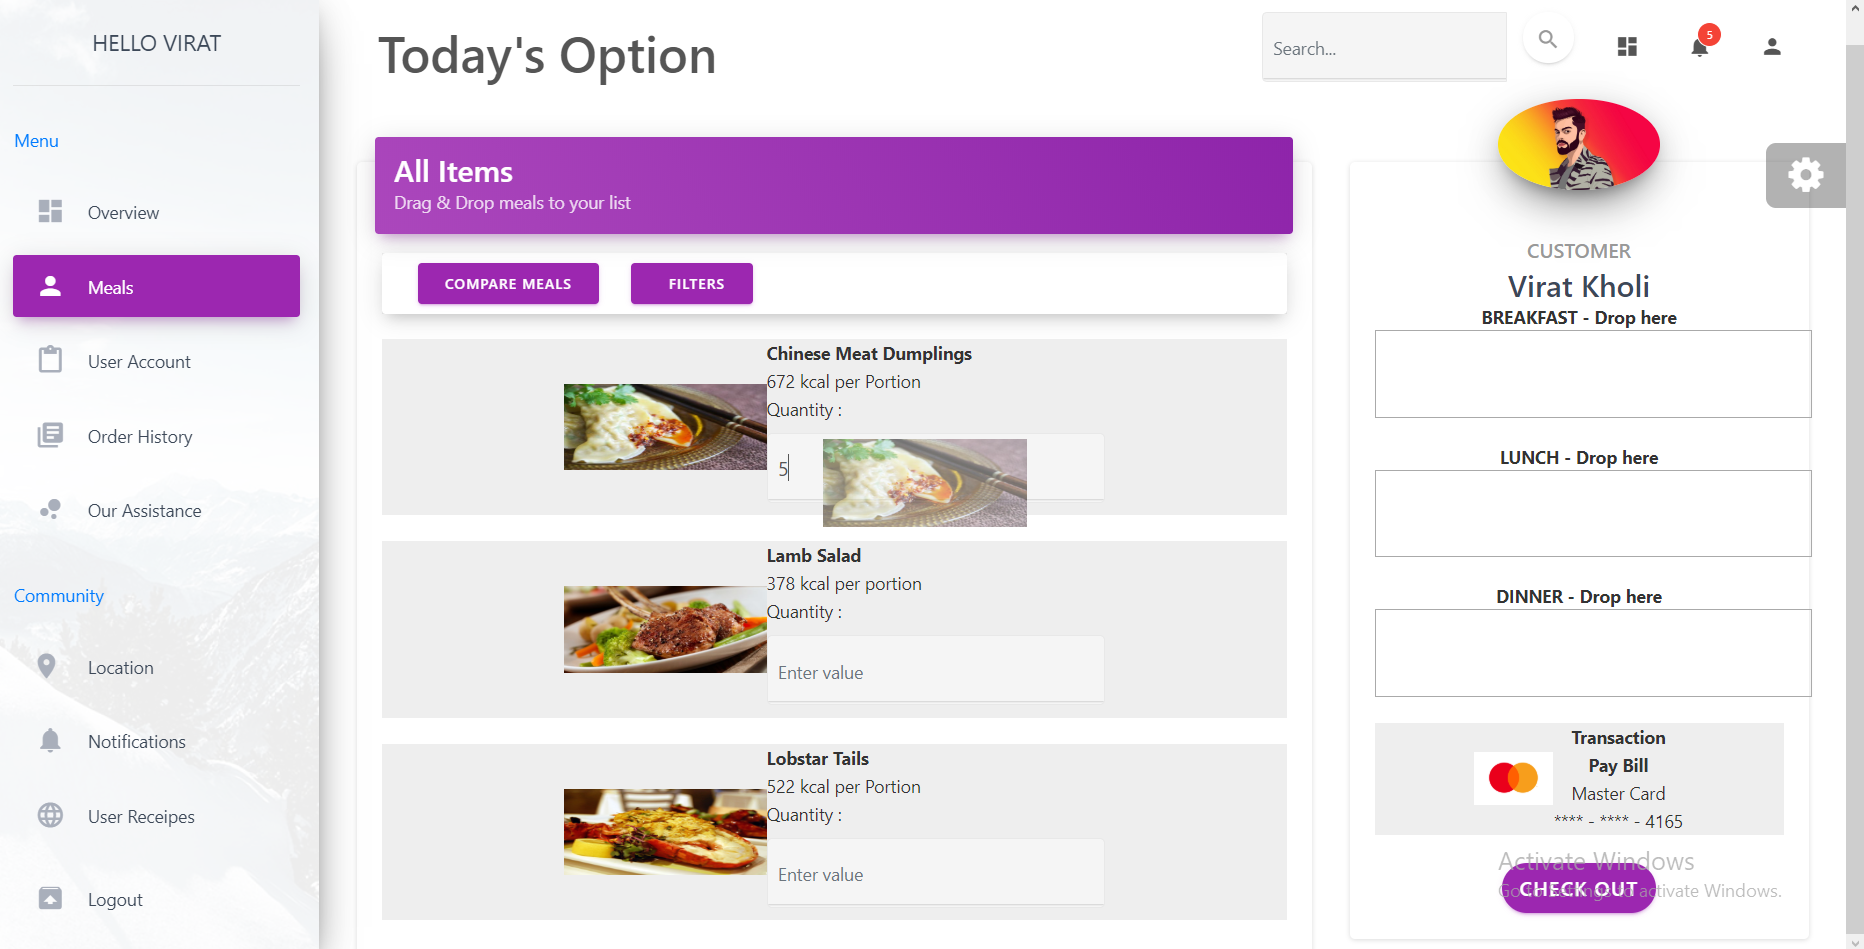 HELLO VIRAT
Menu
Overview
Meals
User Account
Order History
Our Assistance
Community
Location
Notifications
User Receipes
Logout
Today's Option
Search...
5
All Items
Drag & Drop meals to your list
COMPARE MEALS
FILTERS
Chinese Meat Dumplings
672 kcal per Portion
Quantity :
5
Lamb Salad
378 kcal per portion
Quantity :
Enter value
Lobstar Tails
522 kcal per Portion
Quantity :
Enter value
CUSTOMER
Virat Kholi
BREAKFAST - Drop here
LUNCH - Drop here
DINNER - Drop here
Transaction
Pay Bill
Master Card
**** - **** - 4165
Activate Windows
Go to Settings to activate Windows.
CHECK OUT